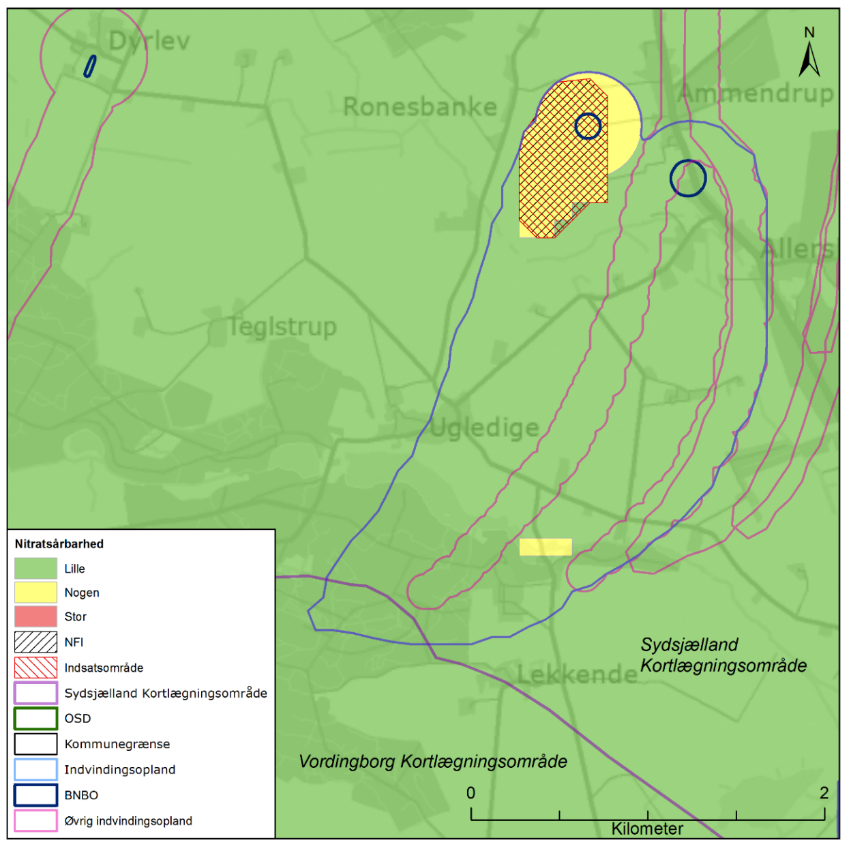 Dyrlev
N
Ronesbanke
Ammendrup
Allers
Teglstrup
Ugledige
Nitratsårbarhed
Lille
Nogen
Stor
NFI
Indsatsområde
Sydsjælland Kortlægningsområde
OSD
Kommunegrænse
Indvindingsopland
BNBO
Øvrig indvindingsopland
Sydsjælland
Kortlægningsområde
Lekkende
Vordingborg Kortlægningsområde
0 2
Kilometer